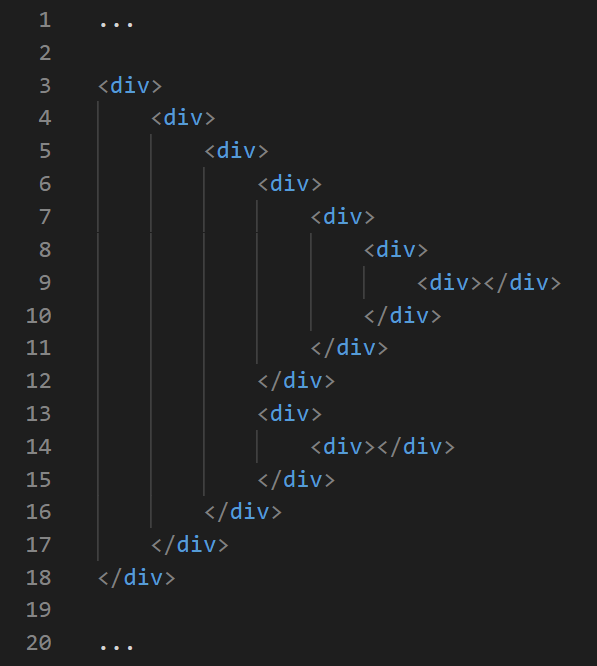 1 ...
2
3 <div>
4     <div>
5         <div>
6             <div>
7                 <div>
8                     <div>
9                         <div></div>
10                     </div>
11                 </div>
12             </div>
13             <div>
14                 <div></div>
15             </div>
16         </div>
17     </div>
18 </div>
19
20 ...